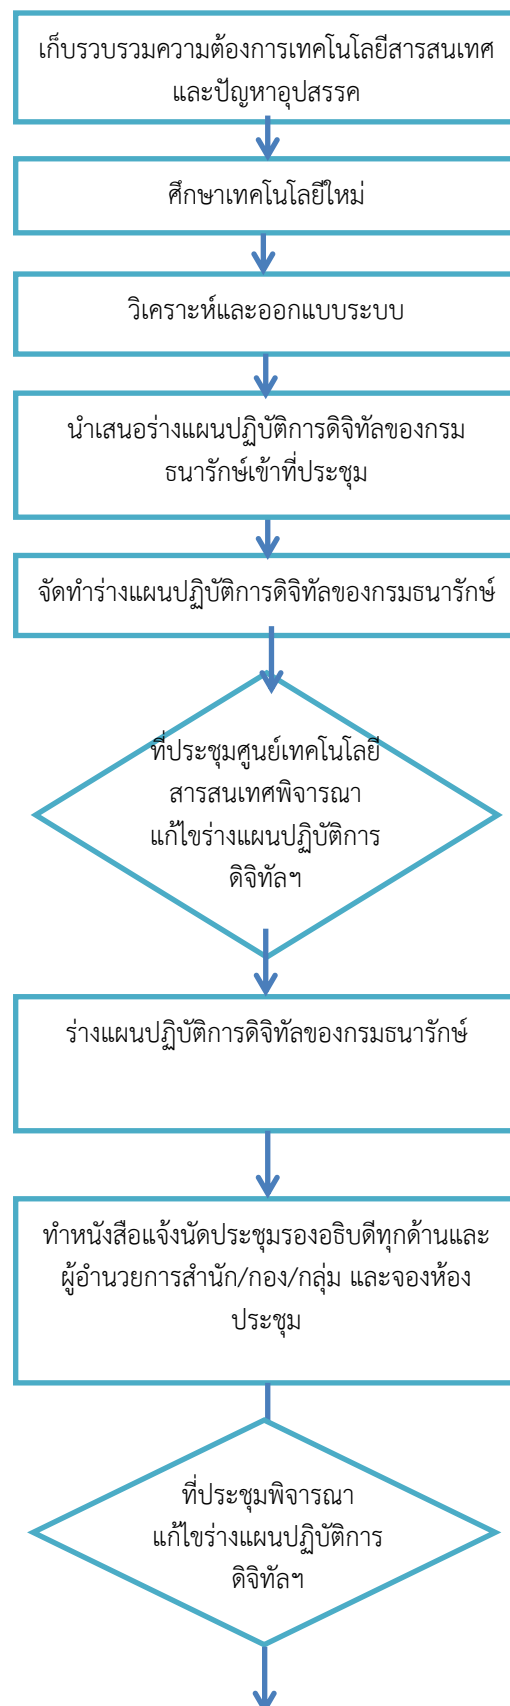 เก็บรวบรวมความต้องการเทคโนโลยีสารสนเทศ
และปัญหาอุปสรรค
ศึกษาเทคโนโลยีใหม่
วิเคราะห์และออกแบบระบบ
นำเสนอร่างแผนปฏิบัติการดิจิทัลของกรม
ธนารักษ์เข้าที่ประชุม
จัดทำร่างแผนปฏิบัติการดิจิทัลของกรมธนารักษ์
ที่ประชุมศูนย์เทคโนโลยี
สารสนเทศพิจารณา
แก้ไขร่างแผนปฏิบัติการ
ดิจิทัลฯ
ร่างแผนปฏิบัติการดิจิทัลของกรมธนารักษ์
ทำหนังสือแจ้งนัดประชุมรองอธิบดีทุกด้านและ
ผู้อำนวยการสำนัก/กอง/กลุ่ม และจองห้อง
ประชุม
ที่ประชุมพิจารณา
แก้ไขร่างแผนปฏิบัติการ
ดิจิทัลฯ